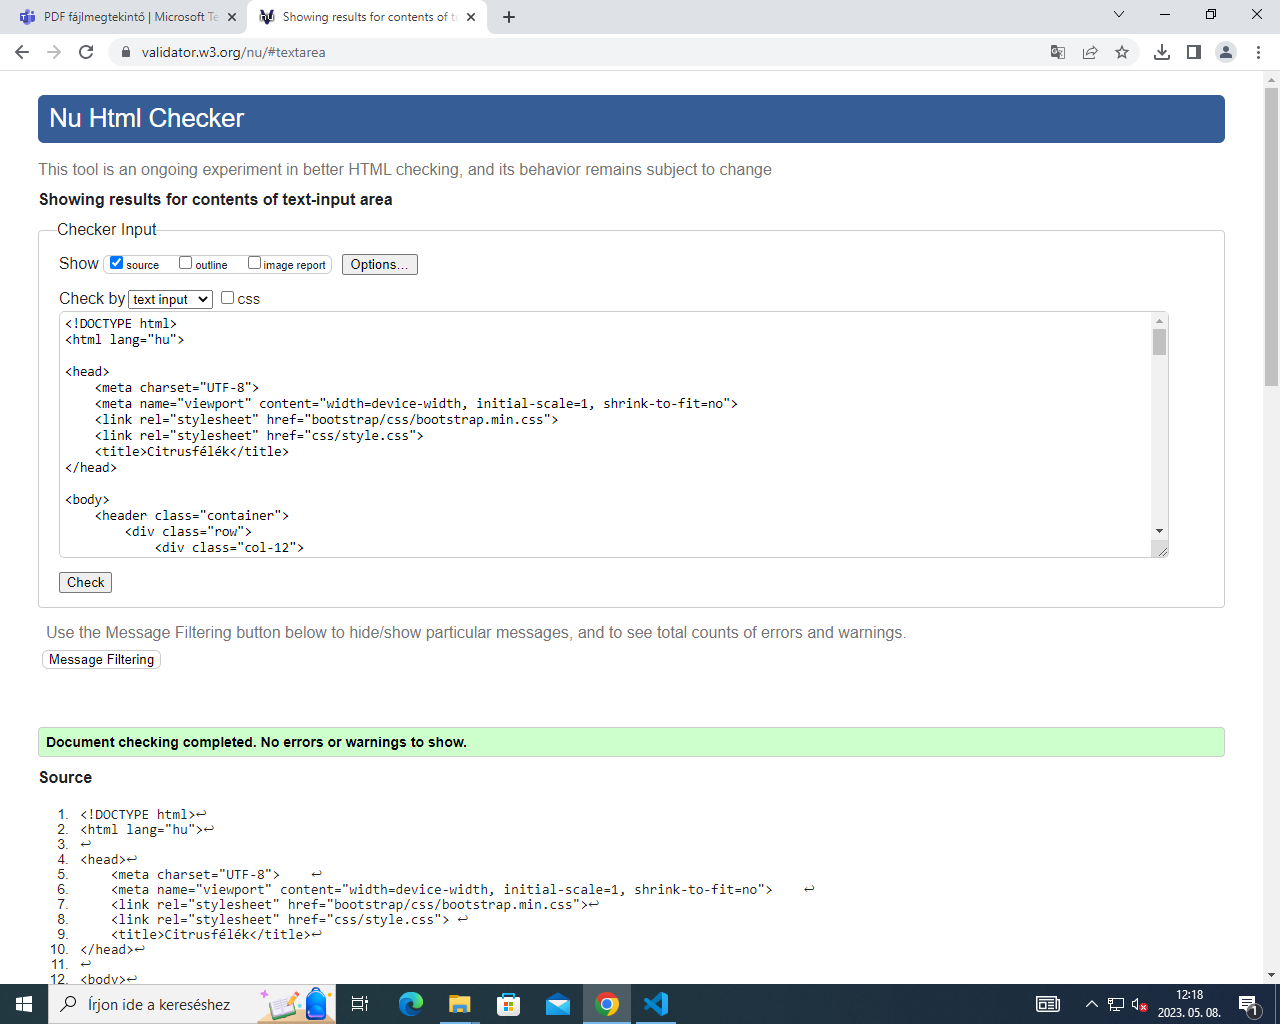 PDF fájlmegtekintő | Microsoft Te
Showing results for contents of te
validator.w3.org/nu/#textarea
Nu Html Checker
This tool is an ongoing experiment in better HTML checking, and its behavior remains subject to change
Showing results for contents of text-input area
Checker Input
Show source outline image report Options...
Check by text input css
<!DOCTYPE html>
<html lang="hu">
<head>
<meta charset="UTF-8">
<meta name="viewport" content="width=device-width, initial-scale=1, shrink-to-fit=no">
<link rel="stylesheet" href="bootstrap/css/bootstrap.min.css">
<link rel="stylesheet" href="css/style.css">
<title>Citrusfélék</title>
</head>
<body>
<header class="container">
<div class="row">
<div class="col-12">
Check
Use the Message Filtering button below to hide/show particular messages, and to see total counts of errors and warnings.
Message Filtering
Document checking completed. No errors or warnings to show.
Source
1. <!DOCTYPE html>↩
2. <html lang="hu">↩
3. ↩
4. <head>↩
5. <meta charset="UTF-8"> ↩
6. <meta name="viewport" content="width=device-width, initial-scale=1, shrink-to-fit=no"> ↩
7. <link rel="stylesheet" href="bootstrap/css/bootstrap.min.css">↩
8. <link rel="stylesheet" href="css/style.css"> ↩
9. <title>Citrusfélék</title>↩
10. </head>↩
11. ↩
12. <body>↩
Írjon ide a kereséshez
12:18
2023. 05. 08.
1